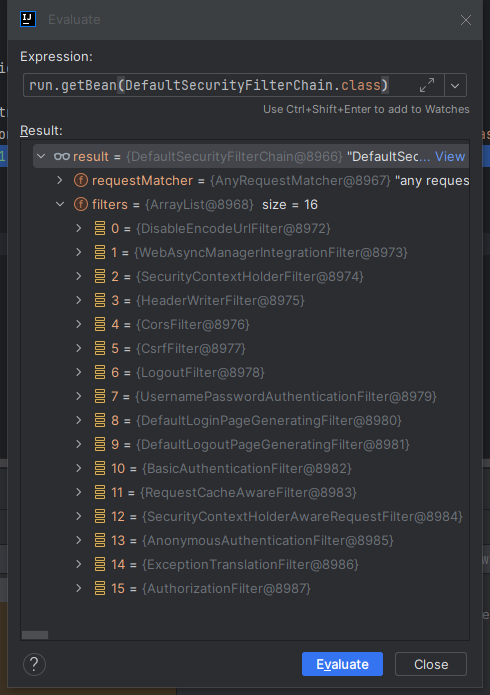 Evaluate
Expression:
run.getBean(DefaultSecurityFilterChain.class)
Use Ctrl+Shift+Enter to add to Watches
Result:
result = {DefaultSecurityFilterChain@8966} "DefaultSec... View
requestMatcher = {AnyRequestMatcher@8967} "any reques
filters = {ArrayList@8968} size = 16
0 = {DisableEncodeUrlFilter@8972}
1 = {WebAsyncManagerIntegrationFilter@8973}
2 = {SecurityContextHolderFilter@8974}
3 = {HeaderWriterFilter@8975}
4 = {CorsFilter@8976}
5 = {CsrfFilter@8977}
6 = {LogoutFilter@8978}
7 = {UsernamePasswordAuthenticationFilter@8979}
8 = {DefaultLoginPageGeneratingFilter@8980}
9 = {DefaultLogoutPageGeneratingFilter@8981}
10 = {BasicAuthenticationFilter@8982}
11 = {RequestCacheAwareFilter@8983}
12 = {SecurityContextHolderAwareRequestFilter@8984}
13 = {AnonymousAuthenticationFilter@8985}
14 = {ExceptionTranslationFilter@8986}
15 = {AuthorizationFilter@8987}
? Evaluate Close